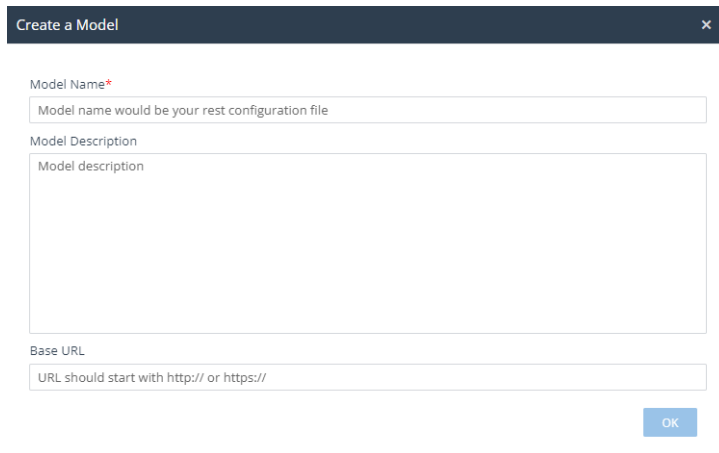 Create a Model ×
Model Name*
Model name would be your rest configuration file
Model Description
Model description
Base URL
URL should start with http:// or https://
OK